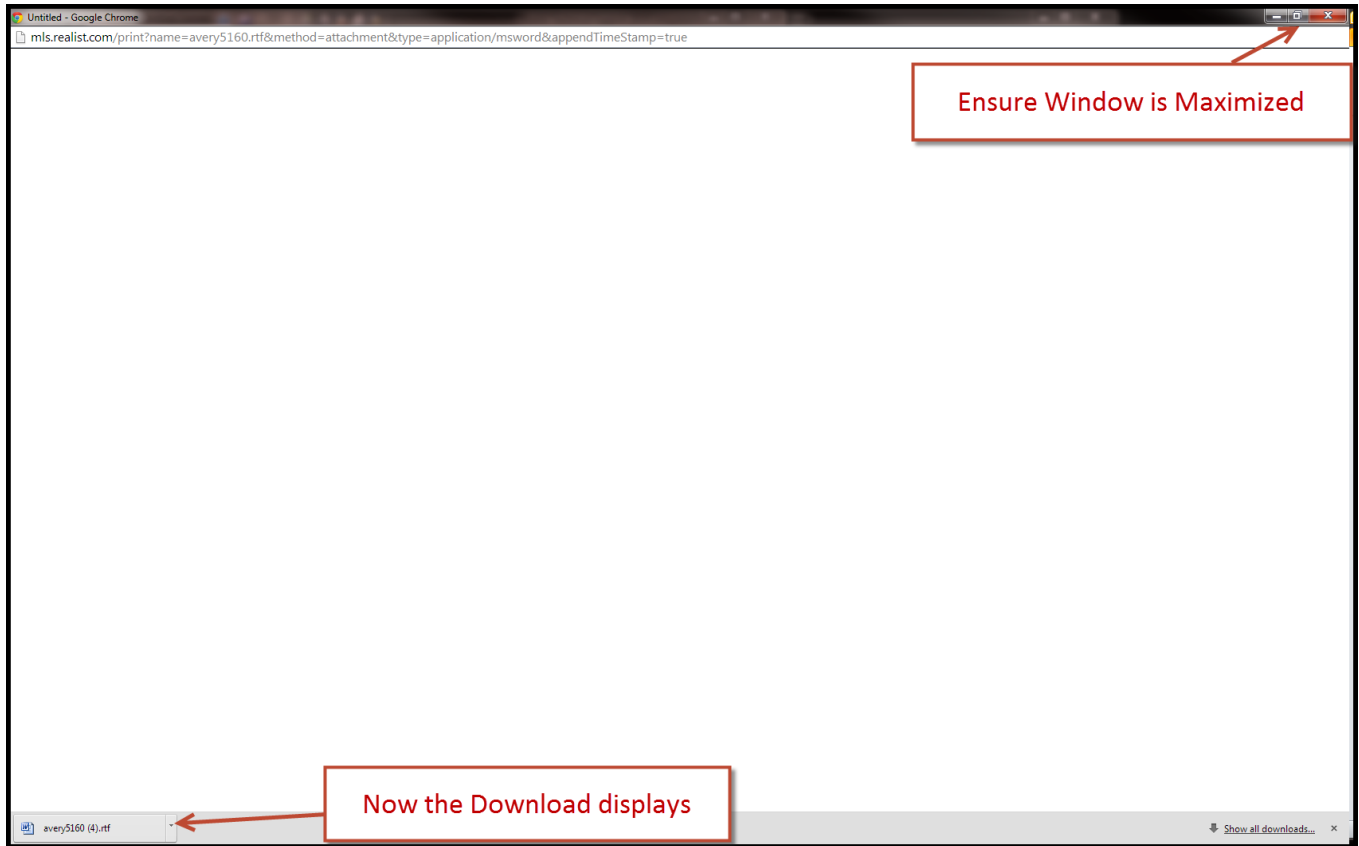 Untitled - Google Chrome
mls.realist.com/print?name=avery5160.rtf&method=attachment&type=application/msword&appendTimeStamp=true
Ensure Window is Maximized
Now the Download displays
avery5160 (4).rtf
Show all downloads...